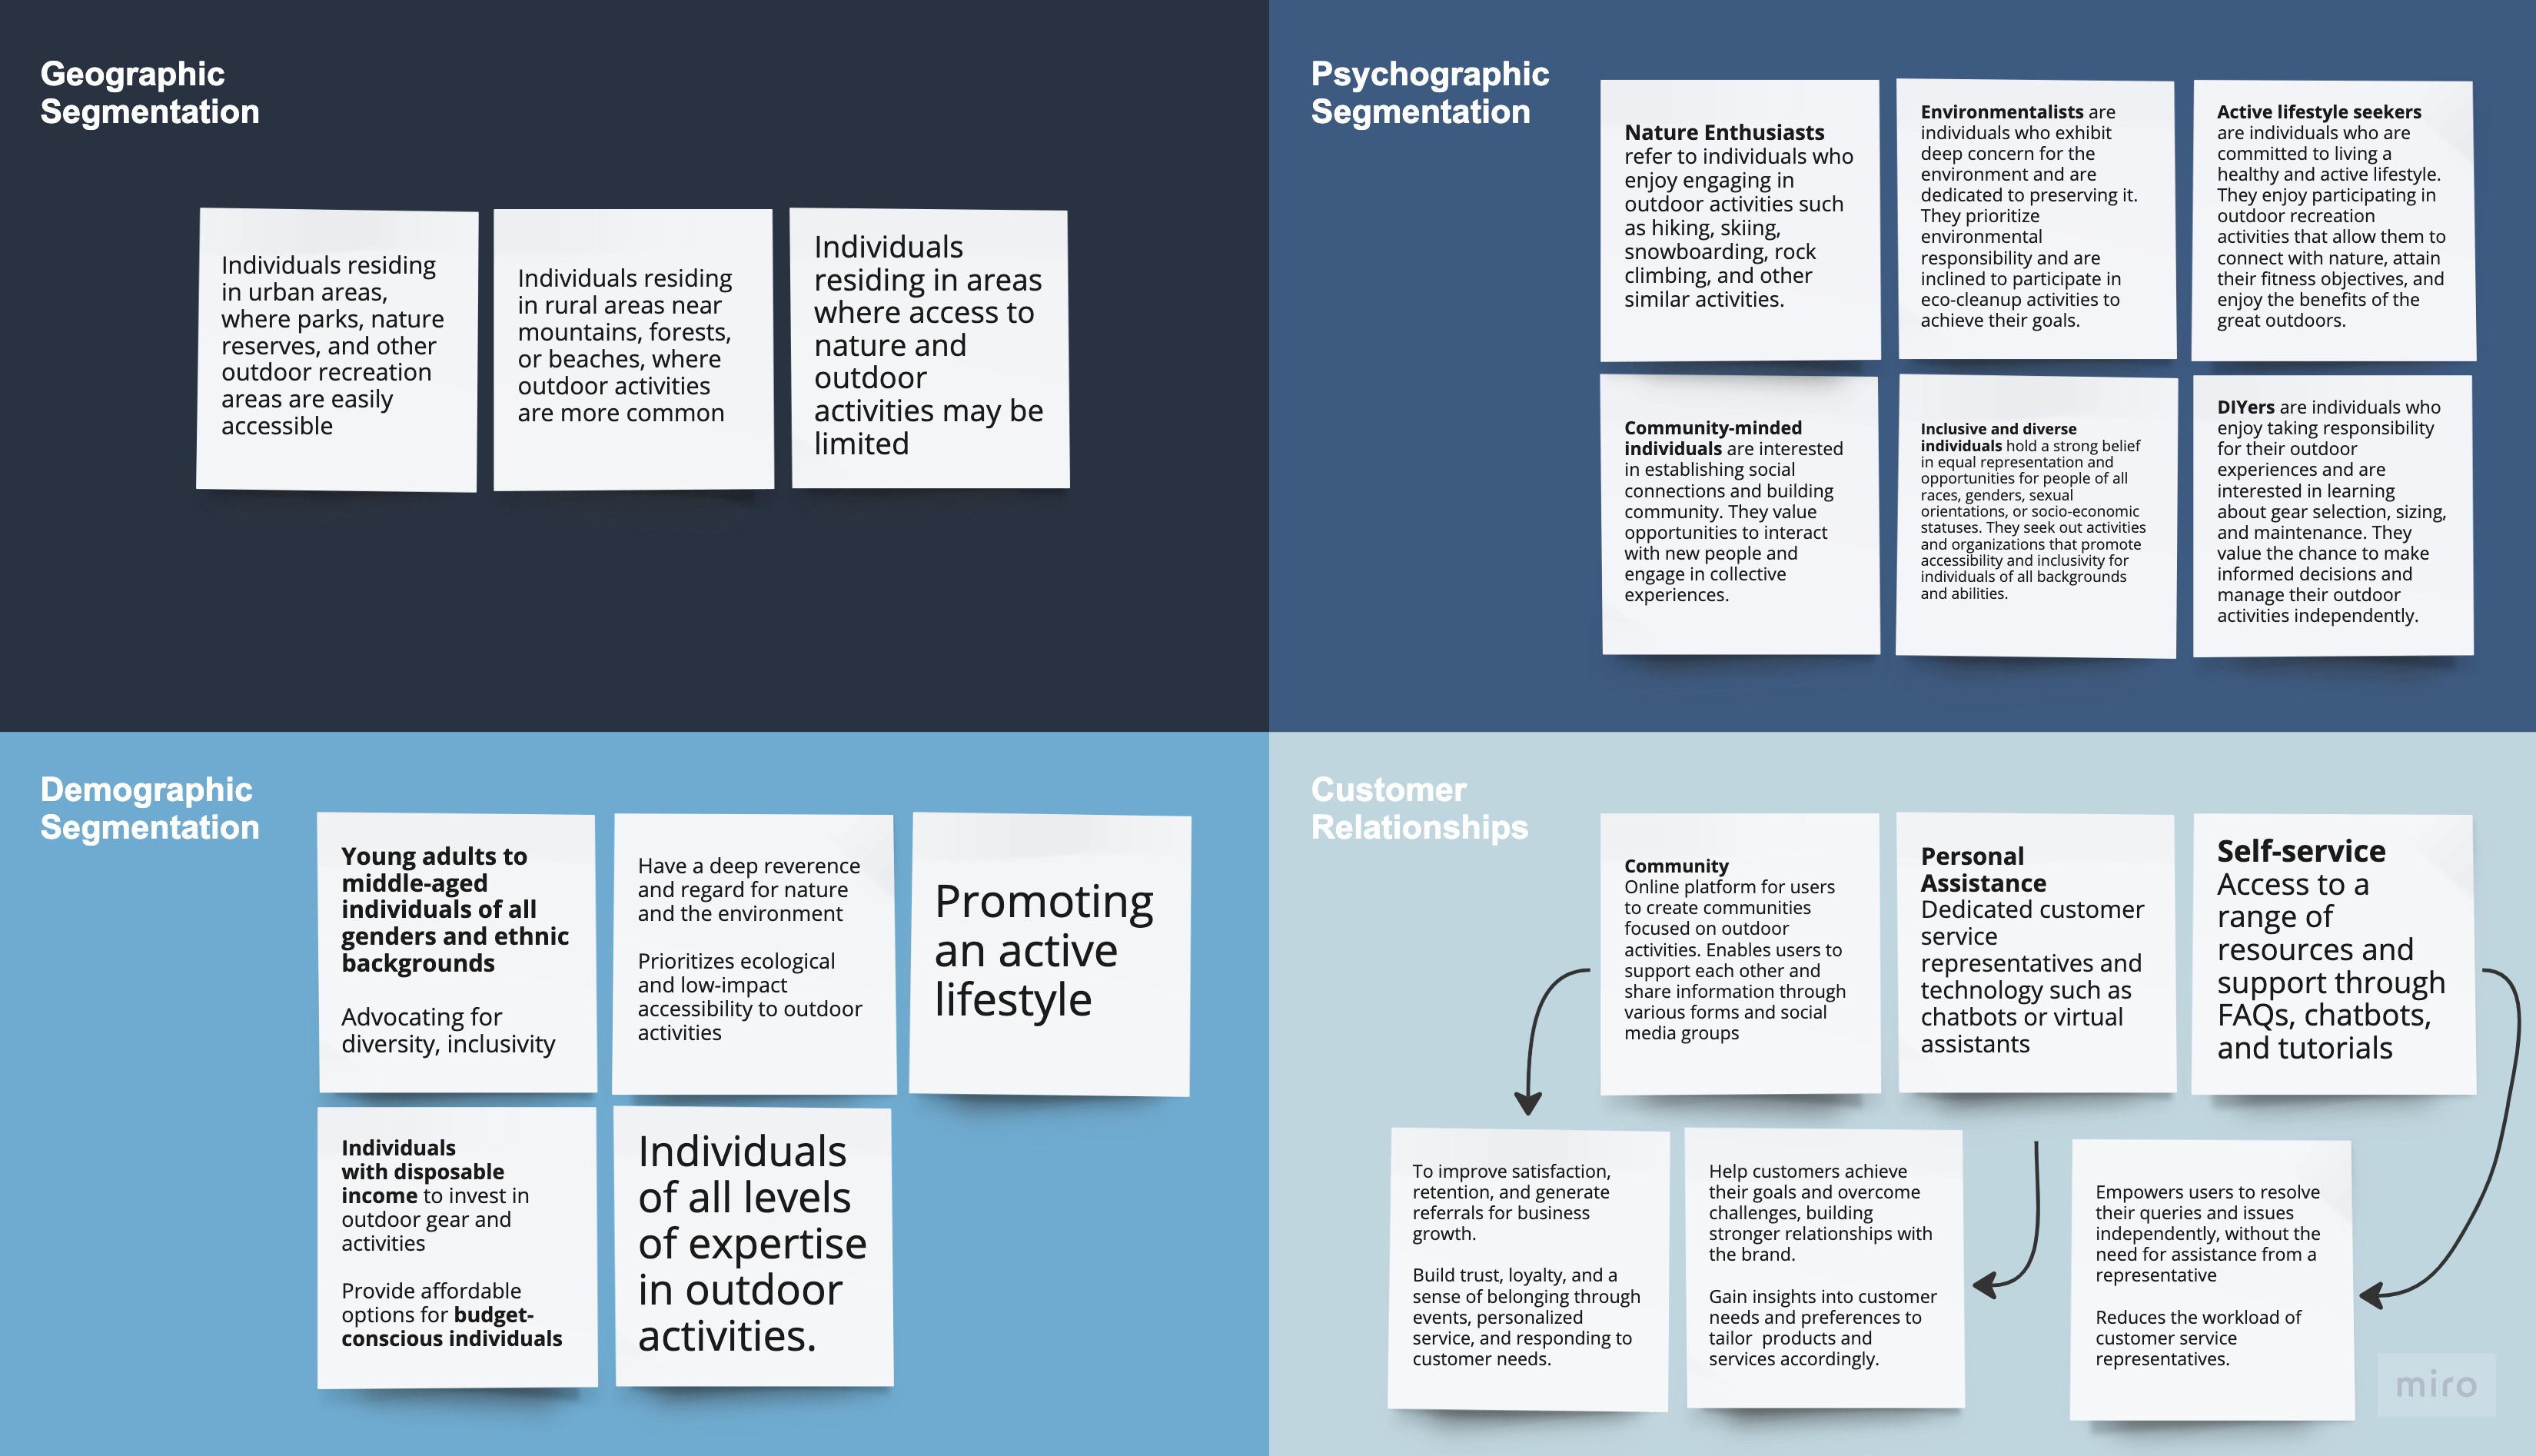 Geographic
Segmentation
Individuals residing
in urban areas,
where parks, nature
reserves, and other
outdoor recreation
areas are easily
accessible
Individuals residing
in rural areas near
mountains, forests,
or beaches, where
outdoor activities
are more common
Individuals
residing in areas
where access to
nature and
outdoor
activities may be
limited
Psychographic
Segmentation
Nature Enthusiasts
refer to individuals who
enjoy engaging in
outdoor activities such
as hiking, skiing,
snowboarding, rock
climbing, and other
similar activities.
Environmentalists are
individuals who exhibit
deep concern for the
environment and are
dedicated to preserving it.
They prioritize
environmental
responsibility and are
inclined to participate in
eco-cleanup activities to
achieve their goals.
Active lifestyle seekers
are individuals who are
committed to living a
healthy and active lifestyle.
They enjoy participating in
outdoor recreation
activities that allow them to
connect with nature, attain
their fitness objectives, and
enjoy the benefits of the
great outdoors.
Community-minded
individuals are interested
in establishing social
connections and building
community. They value
opportunities to interact
with new people and
engage in collective
experiences.
Inclusive and diverse
individuals hold a strong belief
in equal representation and
opportunities for people of all
races, genders, sexual
orientations, or socio-economic
statuses. They seek out activities
and organizations that promote
accessibility and inclusivity for
individuals of all backgrounds
and abilities.
DIYers are individuals who
enjoy taking responsibility
for their outdoor
experiences and are
interested in learning
about gear selection, sizing,
and maintenance. They
value the chance to make
informed decisions and
manage their outdoor
activities independently.
Demographic
Segmentation
Young adults to
middle-aged
individuals of all
genders and ethnic
backgrounds
Advocating for
diversity, inclusivity
Have a deep reverence
and regard for nature
and the environment
Prioritizes ecological
and low-impact
accessibility to outdoor
activities
Promoting
an active
lifestyle
Individuals
with disposable
income to invest in
outdoor gear and
activities
Provide affordable
options for budget-
conscious individuals
Individuals
of all levels
of expertise
in outdoor
activities.
Customer
Relationships
Community
Online platform for users
to create communities
focused on outdoor
activities. Enables users to
support each other and
share information through
various forms and social
media groups
Personal
Assistance
Dedicated customer
service
representatives and
technology such as
chatbots or virtual
assistants
Self-service
Access to a
range of
resources and
support through
FAQs, chatbots,
and tutorials
To improve satisfaction,
retention, and generate
referrals for business
growth.
Build trust, loyalty, and a
sense of belonging through
events, personalized
service, and responding to
customer needs.
Help customers achieve
their goals and overcome
challenges, building
stronger relationships with
the brand.
Gain insights into customer
needs and preferences to
tailor  products and
services accordingly.
Empowers users to resolve
their queries and issues
independently, without the
need for assistance from a
representative
Reduces the workload of
customer service
representatives.
miro